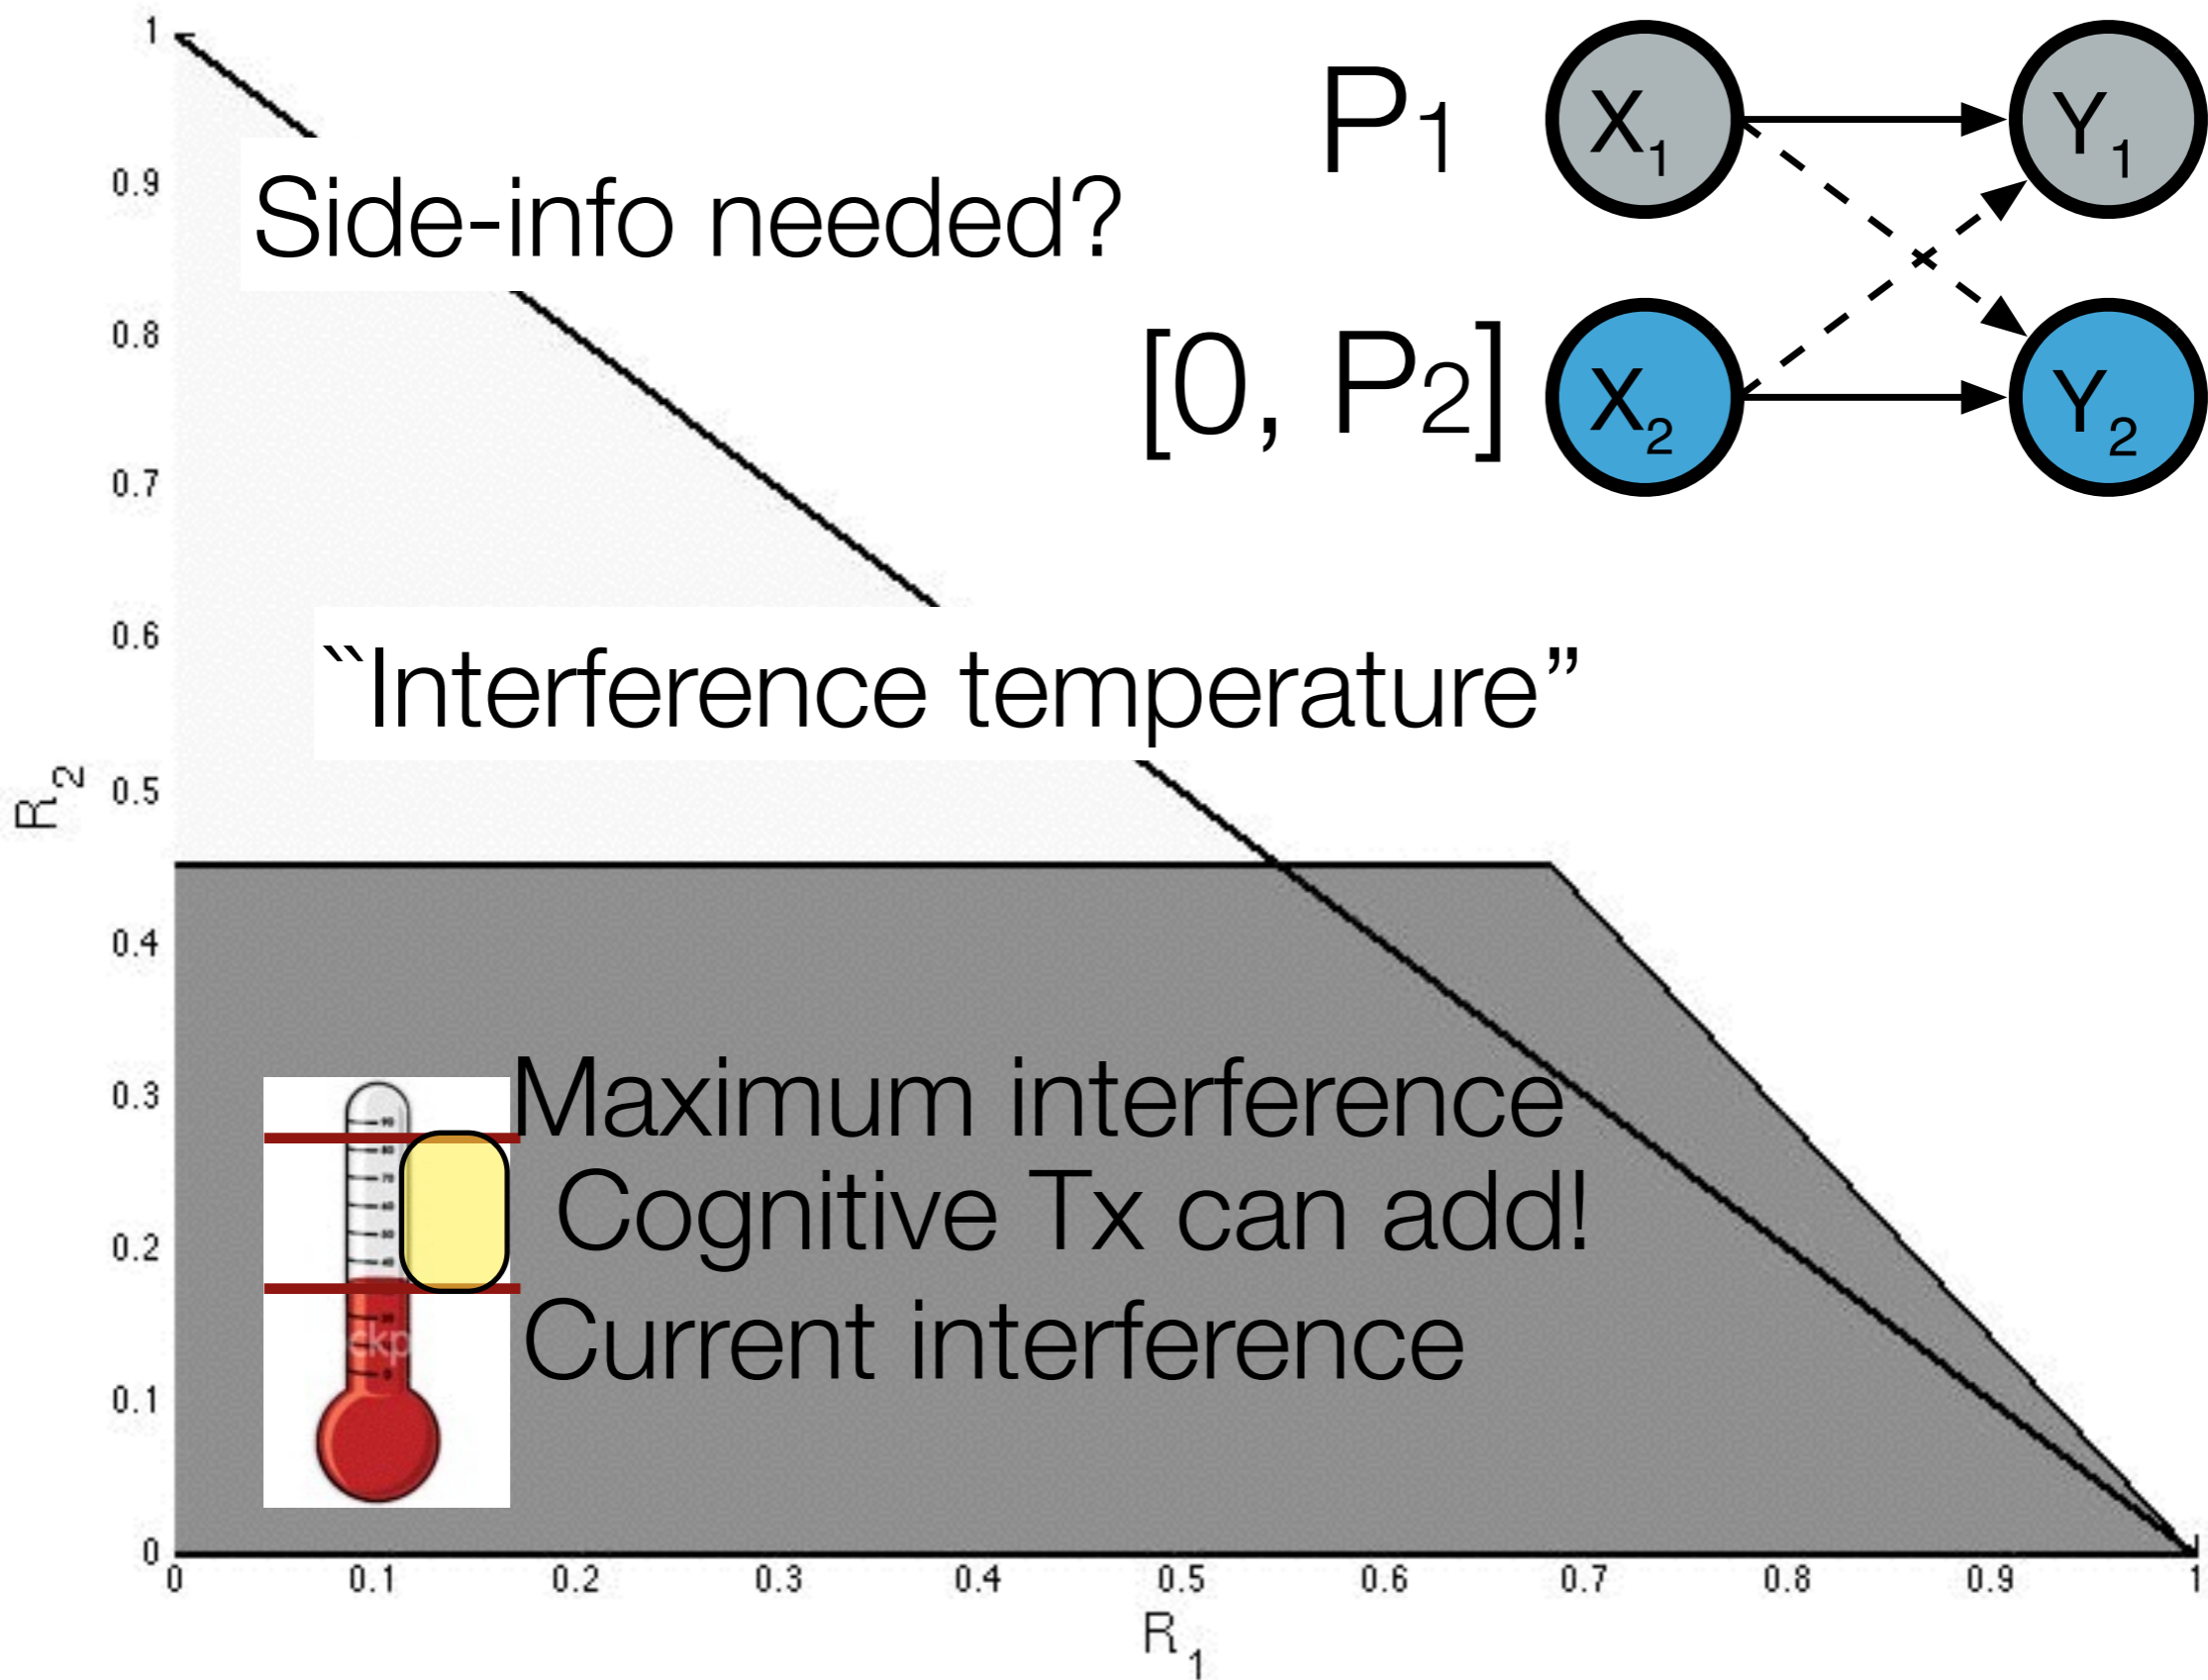 1
P1
X1
Y1
0.9
Side-info needed?
0.8
[0, P2]
X2
Y2
0.7
0.6
``Interference temperature”
R2
0.5
0.4
0.3
Maximum interference
Cognitive Tx can add!
0.2
Current interference
ckp
0.1
0
0 0.1 0.2 0.3 0.4 0.5 0.6 0.7 0.8 0.9 1
R1